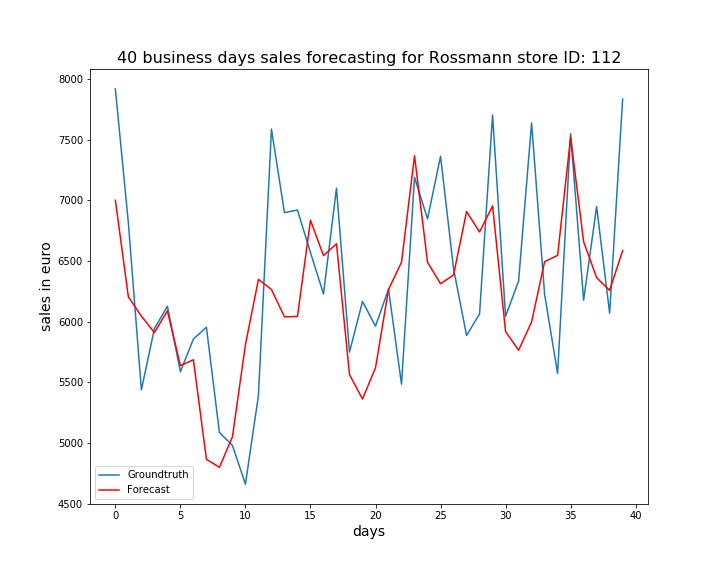 40 business days sales forecasting for Rossmann store ID: 112
8000
7500
7000
6500
6000
5500
5000
4500
sales in euro
Groundtruth
Forecast
0 5 10 15 20 25 30 35 40
days